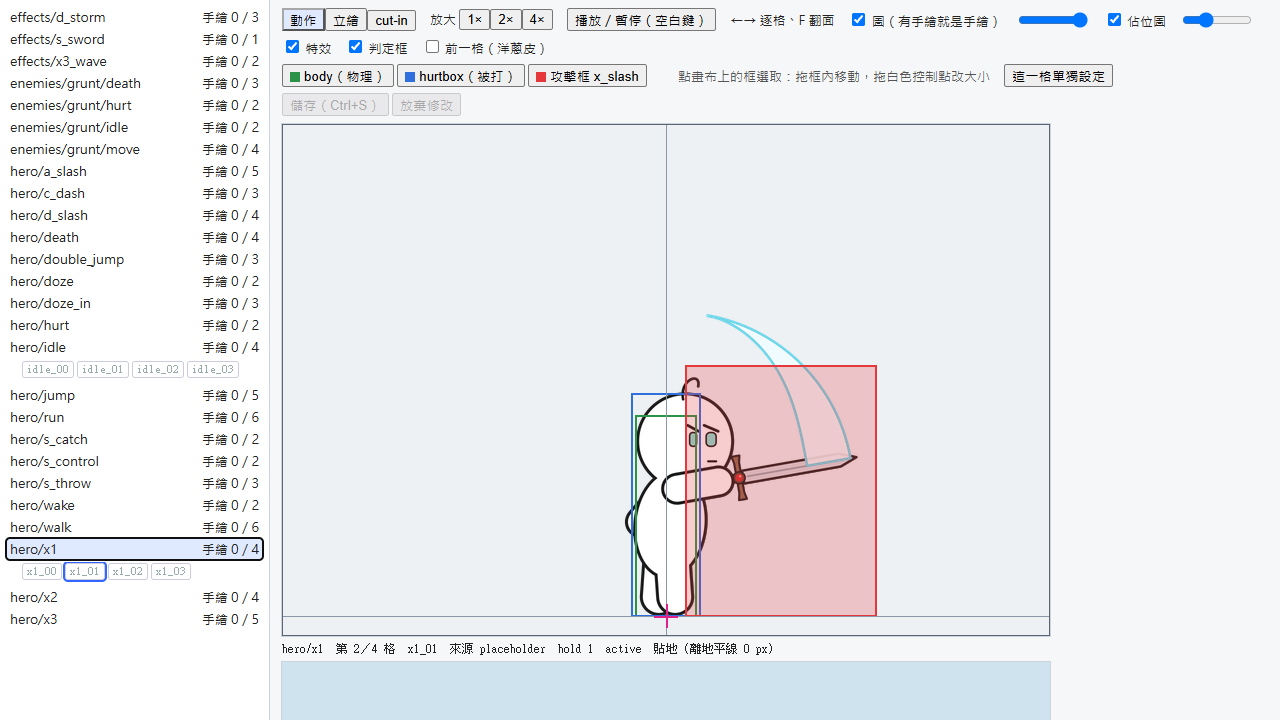 effects/d_storm 手繪 0 / 3
effects/s_sword 手繪 0 / 1
effects/x3_wave 手繪 0 / 2
enemies/grunt/death 手繪 0 / 3
enemies/grunt/hurt 手繪 0 / 2
enemies/grunt/idle 手繪 0 / 2
enemies/grunt/move 手繪 0 / 4
hero/a_slash 手繪 0 / 5
hero/c_dash 手繪 0 / 3
hero/d_slash 手繪 0 / 4
hero/death 手繪 0 / 4
hero/double_jump 手繪 0 / 3
hero/doze 手繪 0 / 2
hero/doze_in 手繪 0 / 3
hero/hurt 手繪 0 / 2
hero/idle 手繪 0 / 4
idle_00 idle_01 idle_02 idle_03
hero/jump 手繪 0 / 5
hero/run 手繪 0 / 6
hero/s_catch 手繪 0 / 2
hero/s_control 手繪 0 / 2
hero/s_throw 手繪 0 / 3
hero/wake 手繪 0 / 2
hero/walk 手繪 0 / 6
hero/x1 手繪 0 / 4
x1_00 x1_01 x1_02 x1_03
hero/x2 手繪 0 / 4
hero/x3 手繪 0 / 5
動作 立繪 cut-in 放大 1× 2× 4× 播放 / 暫停（空白鍵） ←→ 逐格、F 翻面 圖（有手繪就是手繪） 佔位圖
特效 判定框 前一格（洋蔥皮）
body（物理） hurtbox（被打） 攻擊框 x_slash 點畫布上的框選取：拖框內移動，拖白色控制點改大小 這一格單獨設定
儲存（Ctrl+S） 放棄修改
hero/x1 第 2/4 格 x1_01 來源 placeholder hold 1 active 貼地（離地平線 0 px）